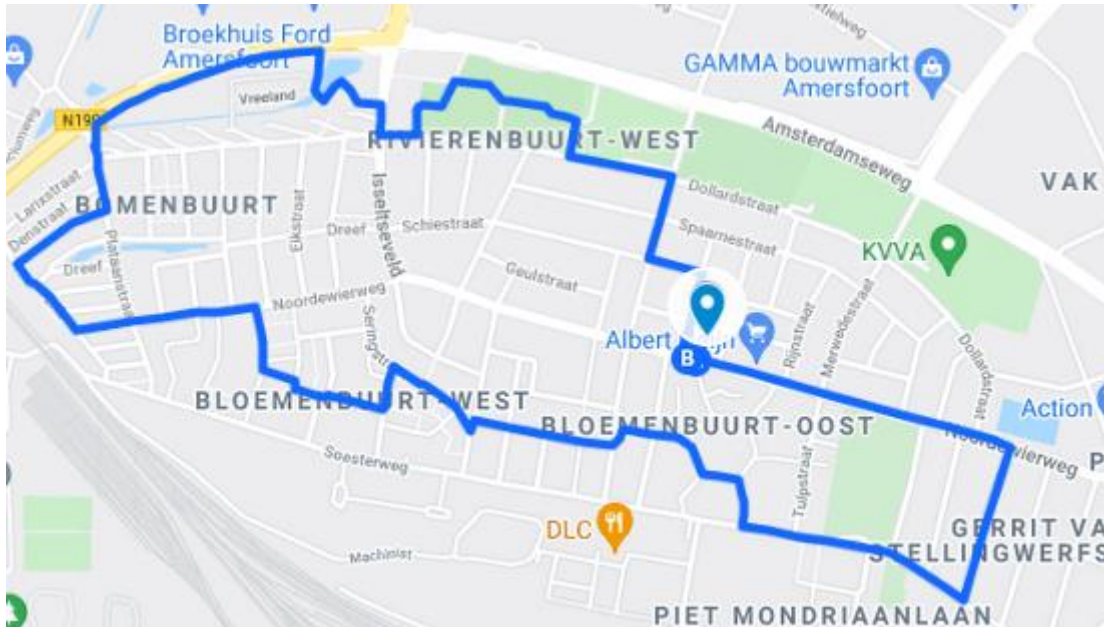 Broekhuis Ford
Amersfoort
GAMMA bouwmarkt
Amersfoort
Vreeland
N199
Amsterdamseweg
RIVIERENBUURT-WEST
VAK
Larixstraat
Denstraat
BOMENBUURT
Isseltseveld
Dollardstraat
Eikstraat
Dreef
Schiestraat
Spaarnestraat
KVVA
Plataanstraat
Dreef
Geulstraat
Noordewierweg
Rijnstraat
Merwedestraat
Seringstr
Albert
B
Dollardstraat
BLOEMENBUURT-WEST
BLOEMENBUURT-OOST
Action
Noordewierweg
Soesterweg
Tulpstraat
P
DLC
GERRIT VA
STELLINGWERFS
Machinist
PIET MONDRIAANLAAN